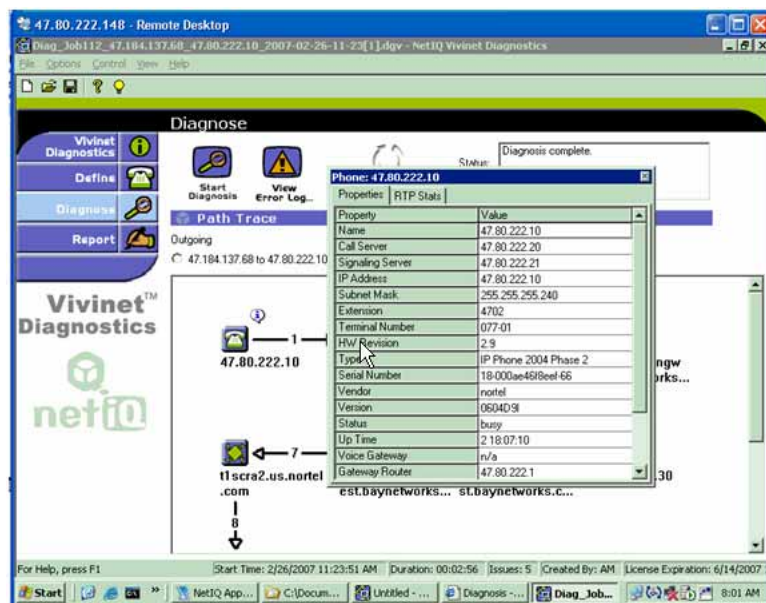 47.80.222.148 - Remote Desktop
Diag_Job112_47.184.137.68_47.80.222.10_2007-02-26-11-23[1].dgv - NetIQ Vivinet Diagnostics
File Options Control View Help
Diagnose
Vivinet
Diagnostics
Define
Diagnose
Report
Vivinet™
Diagnostics
netiQ
Start
Diagnosis
View
Error Log...
Status:
Diagnosis complete.
Path Trace
Outgoing
47.184.137.68 to 47.80.222.10
Phone: 47.80.222.10
Properties RTP Stats
Property Value
Name 47.80.222.10
Call Server 47.80.222.20
Signaling Server 47.80.222.21
IP Address 47.80.222.10
Subnet Mask 255.255.255.240
Extension 4702
Terminal Number 077-01
HW Revision 2.9
Type IP Phone 2004 Phase 2
Serial Number 18-000ae46f8eef-66
Vendor nortel
Version 0604D9I
Status busy
Up Time 2 18:07:10
Voice Gateway n/a
Gateway Router 47.80.222.1
1
47.80.222.10
ngw
orks...
7
t1scra2.us.nortel
.com
est.baynetworks...
st.baynetworks.c...
.30
8
For Help, press F1
Start Time: 2/26/2007 11:23:51 AM
Duration: 00:02:56
Issues: 5
Created By: AM
License Expiration: 6/14/2007
Start
NetIQ App...
C:\Docum...
Untitled - ...
Diagnosis -...
Diag_Job...
8:01 AM